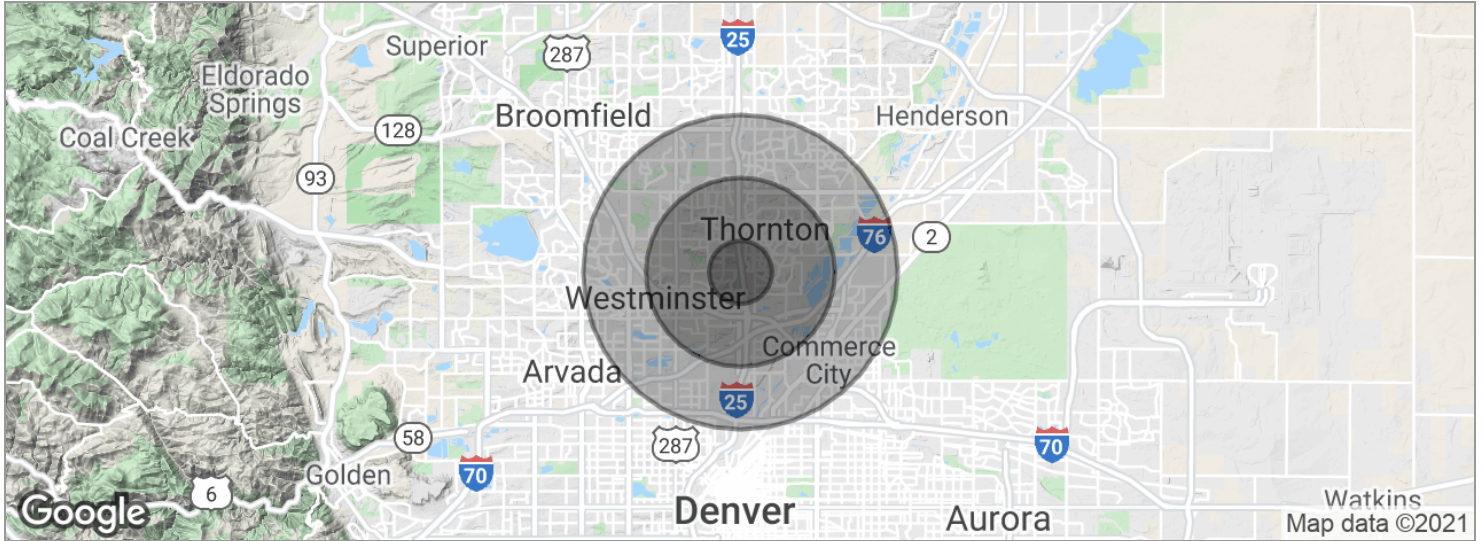 Superior
287
25
Eldorado
Springs
Broomfield
Henderson
128
Coal Creek
93
Thornton
76
2
Westminster
Commerce
City
Arvada
25
58
287
70
70
Golden
6
Google
Denver
Aurora
Watkins
Map data ©2021